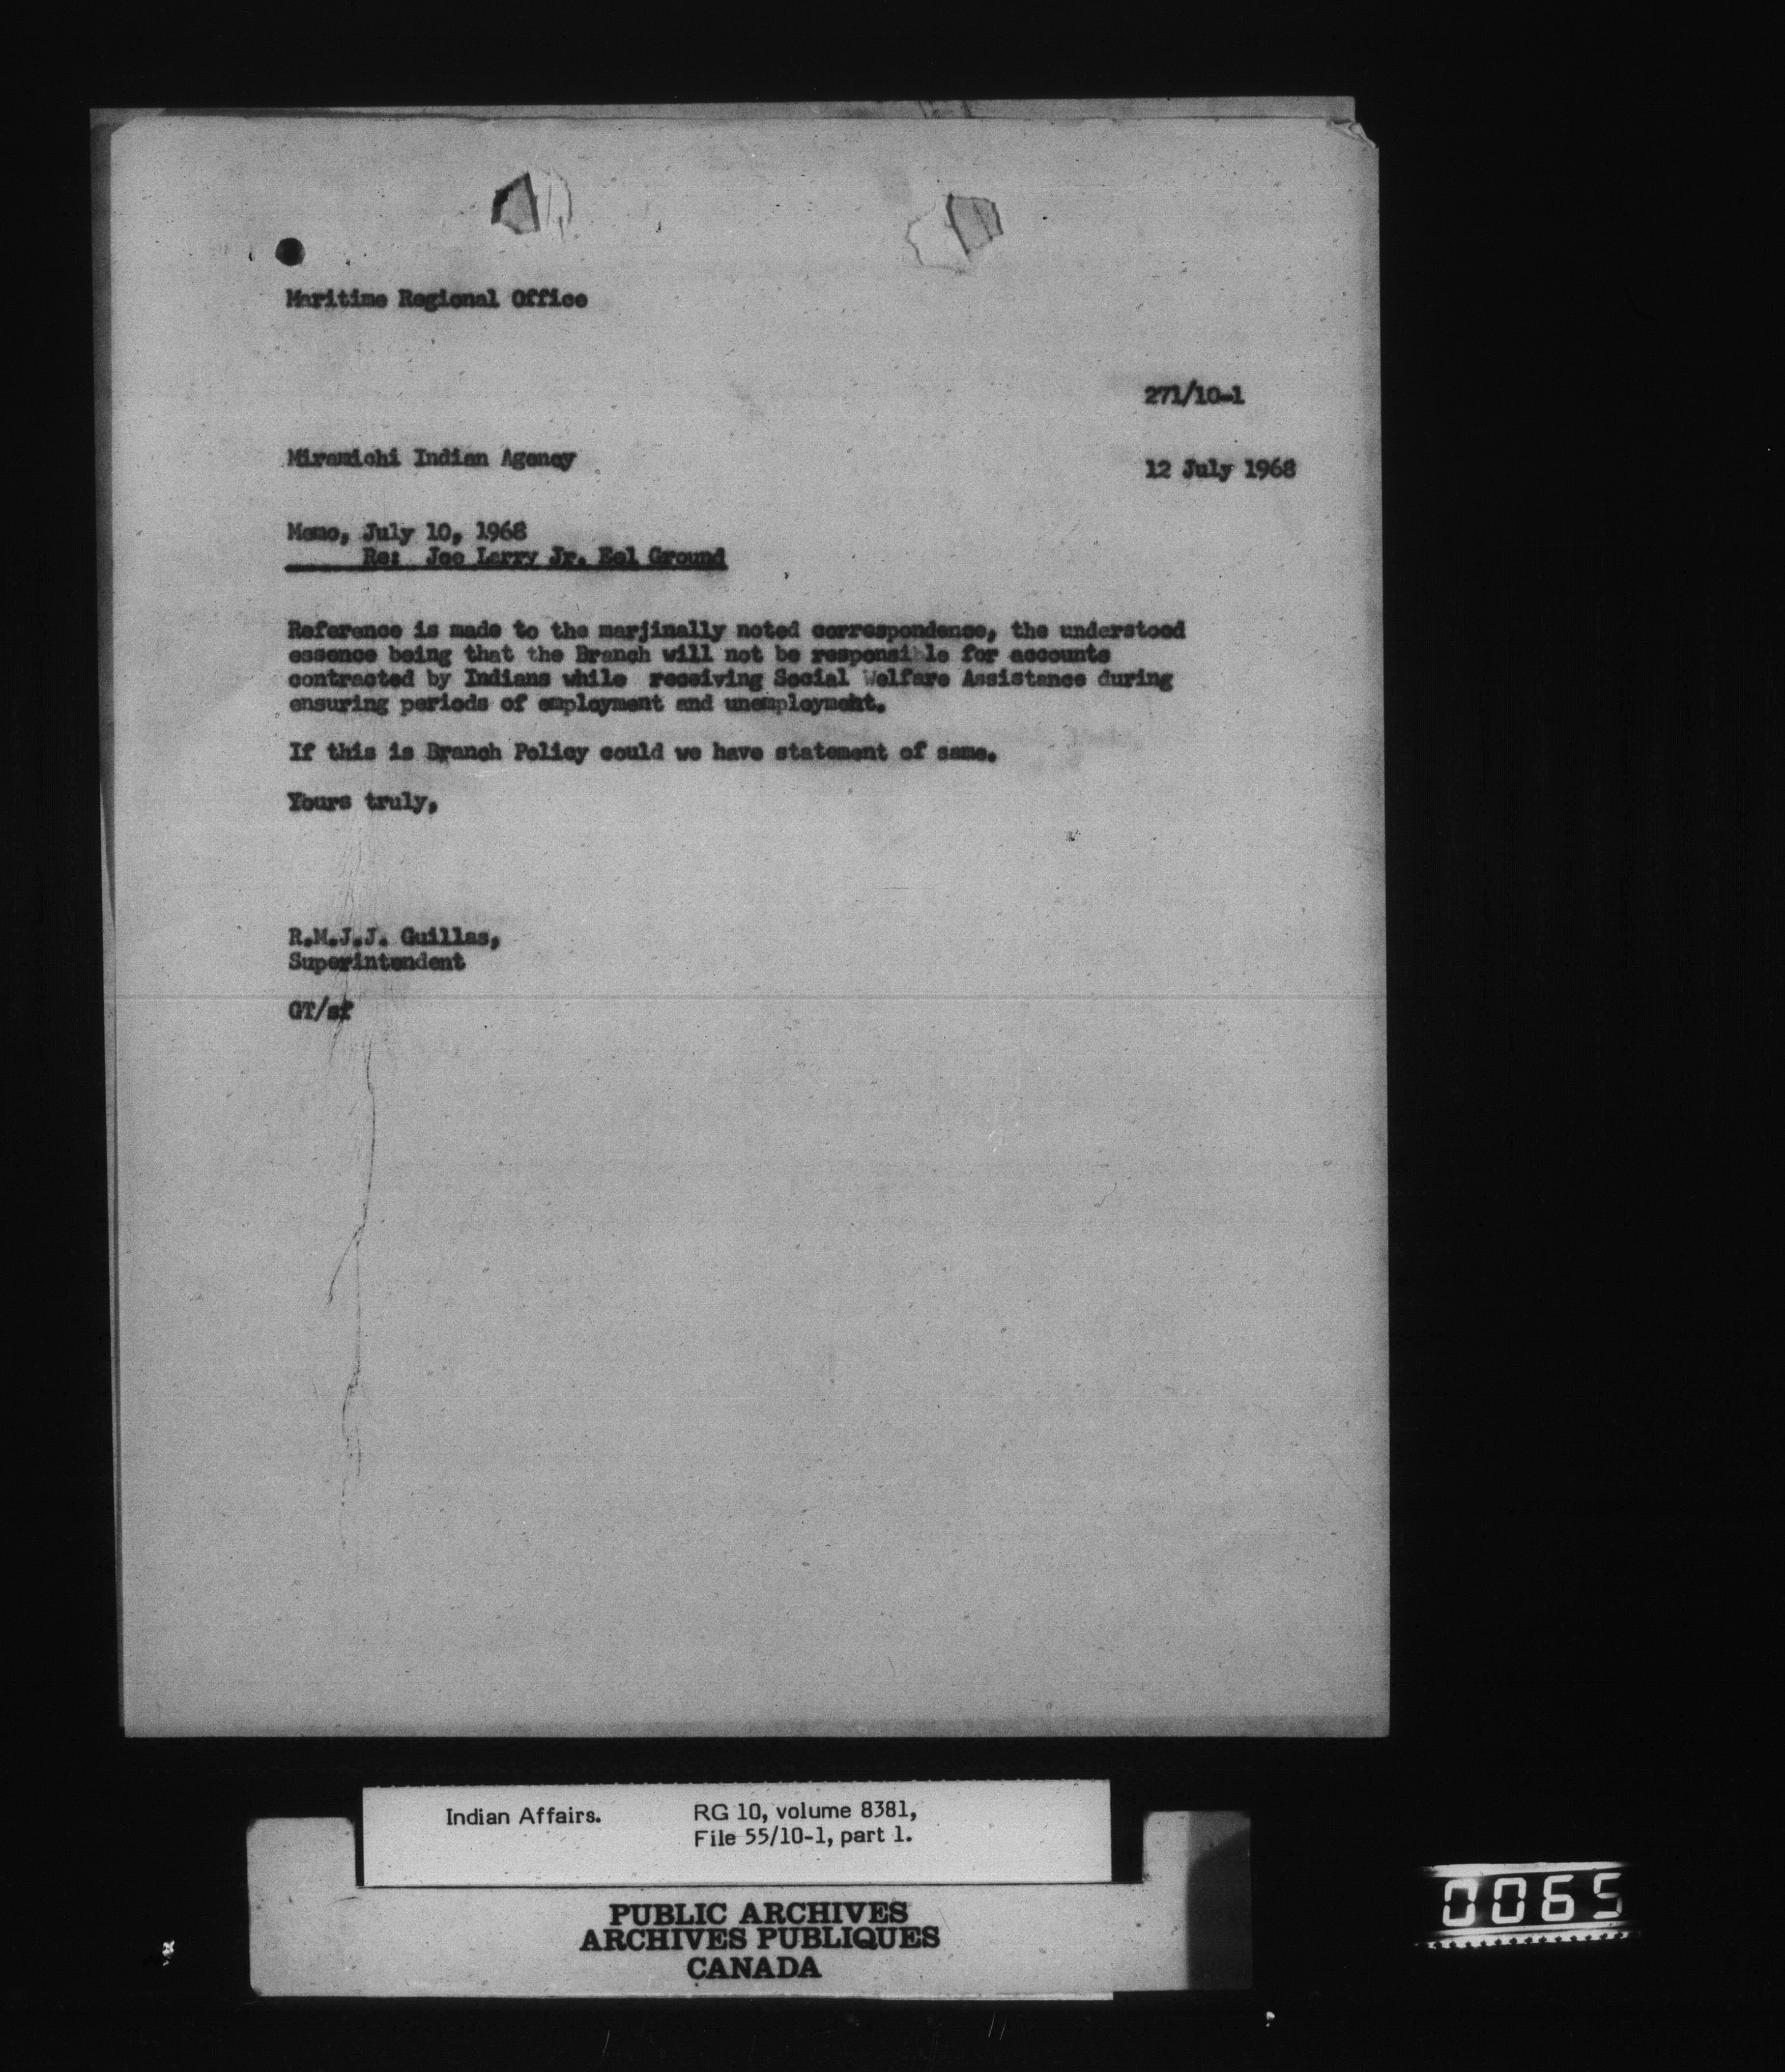 Maritime Regional Office
271/10-1
Miramichi Indian Agency
12 July 1968
Memo, July 10, 1968
Re: Joe Larry Jr. Eel Ground
Reference is made to the marjinally noted correspondence, the understood
essence being that the Branch will not be responsible for accounts
contracted by Indians while receiving Social Welfare Assistance during
ensuring periods of employment and unemployment.
If this is Branch Policy could we have statement of same.
Yours truly,
R.M.J.J. Guillas,
Superintendent
GT/sf
Indian Affairs. RG 10, volume 8381,
File 55/10-1, part 1.
PUBLIC ARCHIVES
ARCHIVES PUBLIQUES
CANADA
0065